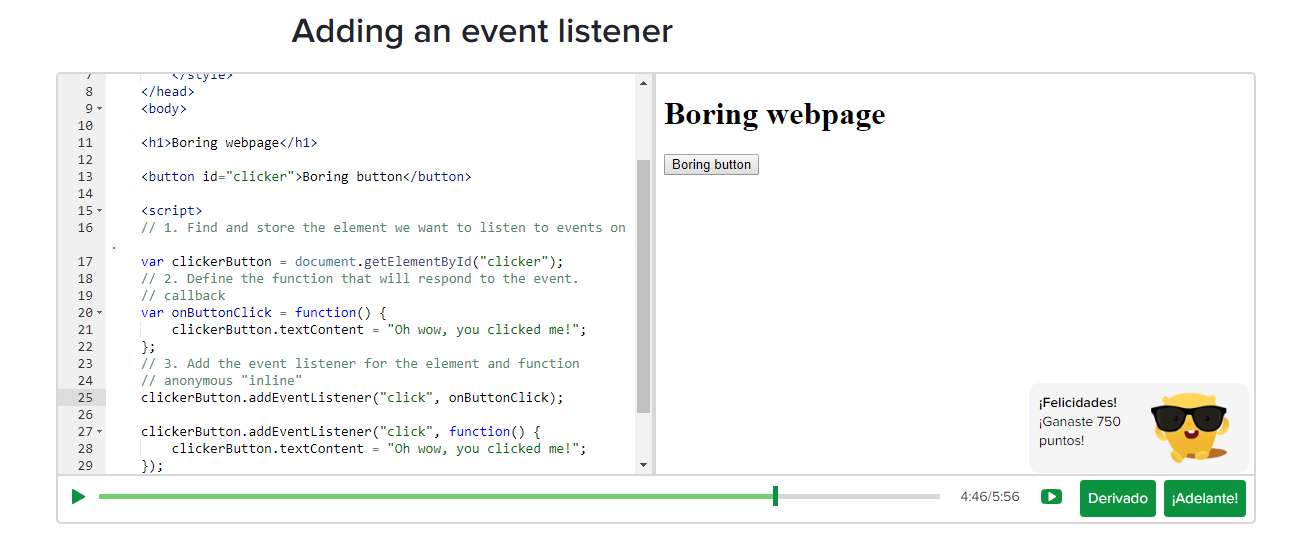 Adding an event listener
7 </style>
8 </head>
9 <body>
10
11 <h1>Boring webpage</h1>
12
13 <button id="clicker">Boring button</button>
14
15 <script>
16 // 1. Find and store the element we want to listen to events on
.
17 var clickerButton = document.getElementById("clicker");
18 // 2. Define the function that will respond to the event.
19 // callback
20 var onButtonClick = function() {
21 clickerButton.textContent = "Oh wow, you clicked me!";
22 };
23 // 3. Add the event listener for the element and function
24 // anonymous "inline"
25 clickerButton.addEventListener("click", onButtonClick);
26
27 clickerButton.addEventListener("click", function() {
28 clickerButton.textContent = "Oh wow, you clicked me!";
29 });
Boring webpage
Boring button
¡Felicidades!
¡Ganaste 750
puntos!
4:46/5:56
Derivado
¡Adelante!